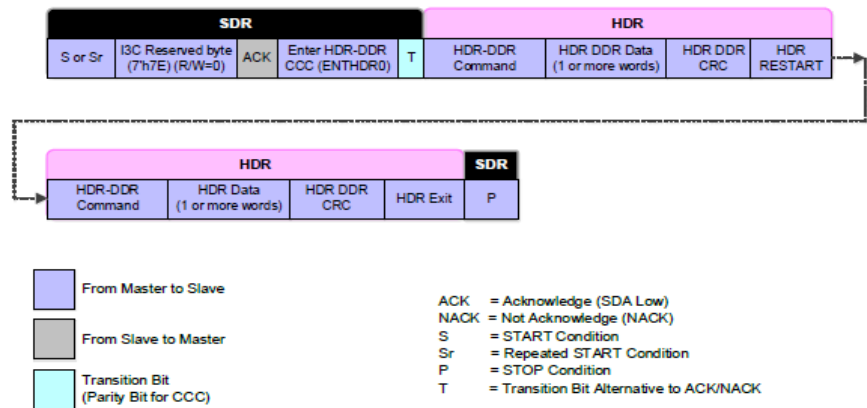 SDR HDR
S or Sr
I3C Reserved byte
(7'h7E) (R/W=0)
ACK
Enter HDR-DDR
CCC (ENTHDR0)
T
HDR-DDR
Command
HDR DDR Data
(1 or more words)
HDR DDR
CRC
HDR
RESTART
HDR SDR
HDR-DDR
Command
HDR Data
(1 or more words)
HDR DDR
CRC
HDR Exit
P
From Master to Slave
From Slave to Master
Transition Bit
(Parity Bit for CCC)
ACK = Acknowledge (SDA Low)
NACK = Not Acknowledge (NACK)
S = START Condition
Sr = Repeated START Condition
P = STOP Condition
T = Transition Bit Alternative to ACK/NACK